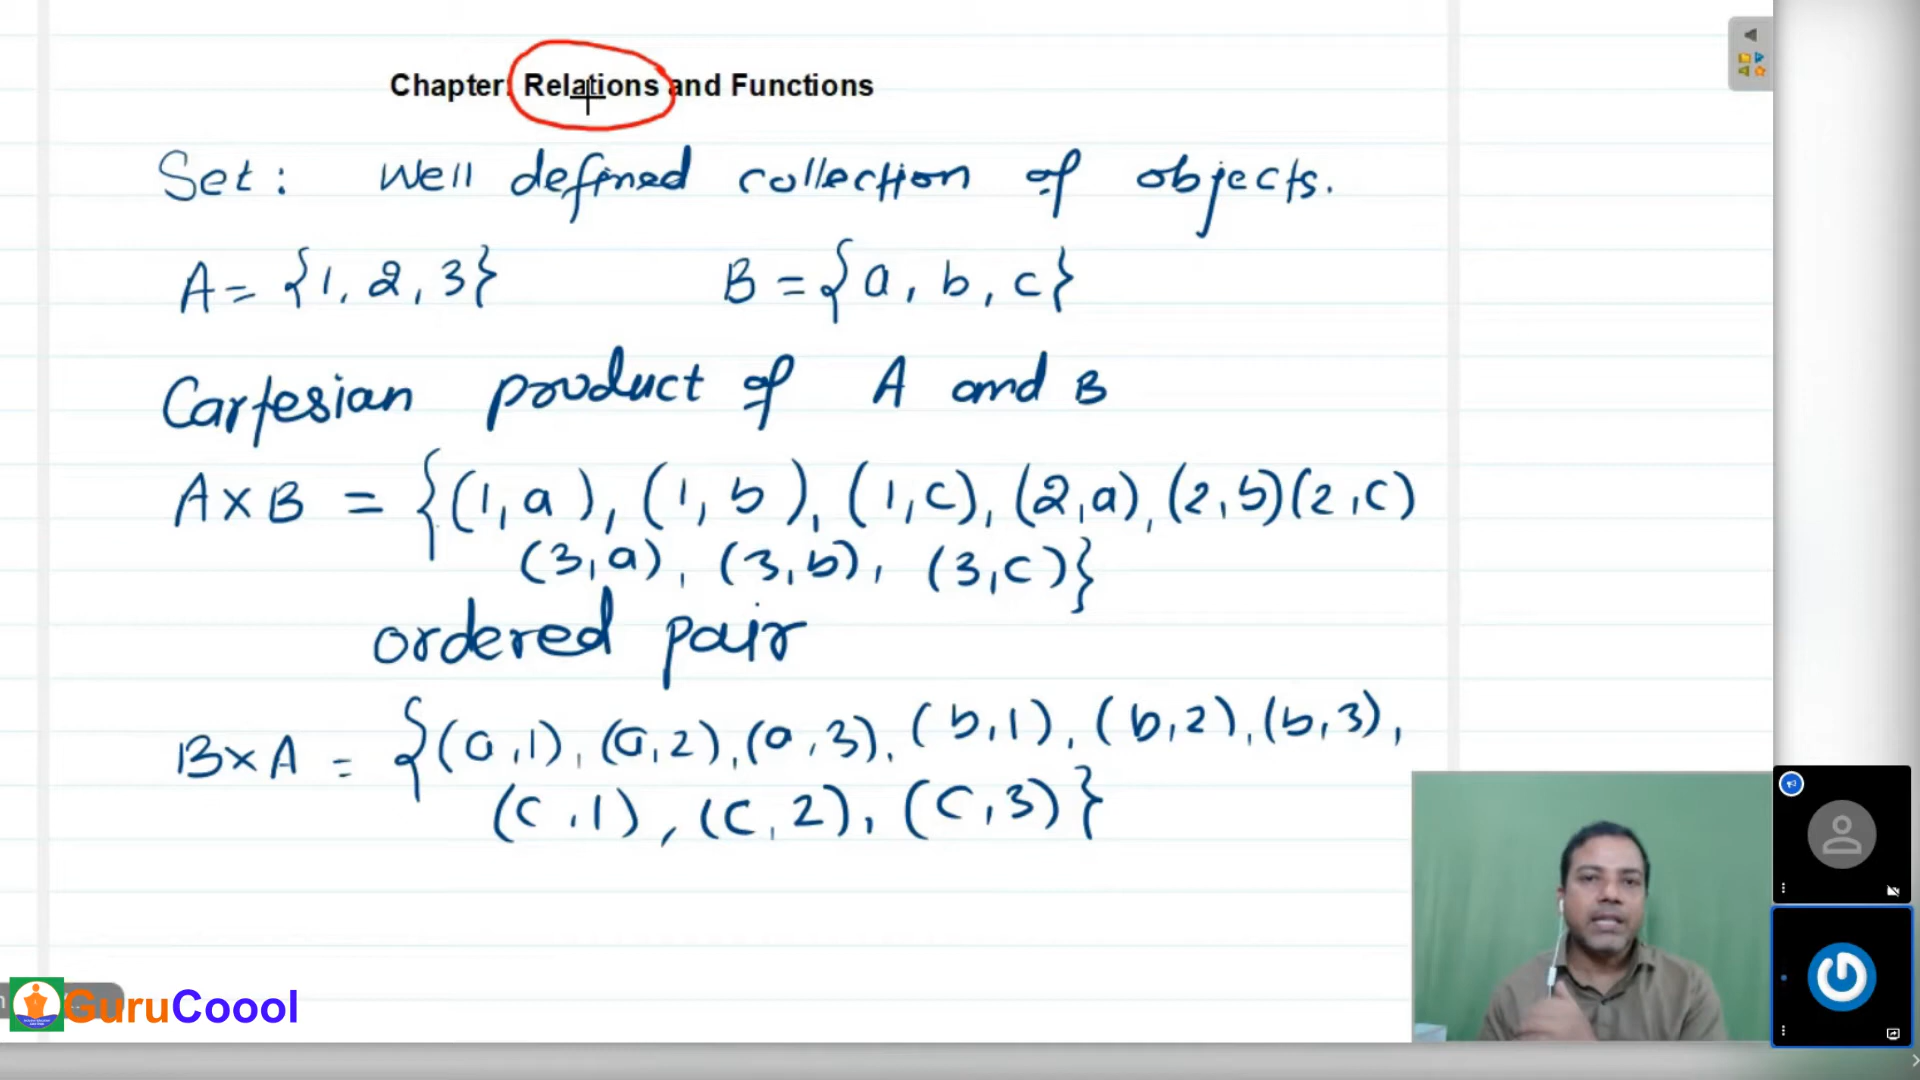 Chapter: Relations and Functions
Set: Well defined collection of objects.
A = {1, 2, 3} B = {a, b, c}
Cartesian product of A and B
A×B = {(1, a), (1, b), (1, c), (2, a), (2, b)(2, c)
(3, a), (3, b), (3, c)}
ordered pair
B×A = {(a, 1), (a, 2), (a, 3), (b, 1), (b, 2), (b, 3),
(c, 1), (c, 2), (c, 3)}
GuruCoool